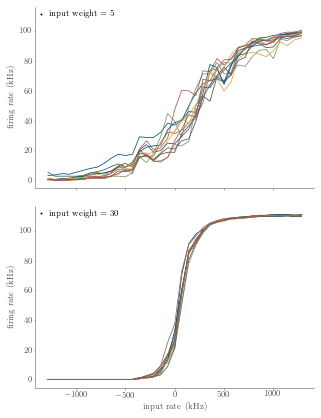 • input weight = 5
100
80
60
40
20
0
firing rate (kHz)
• input weight = 30
100
80
60
40
20
0
firing rate (kHz)
−1000 −500 0 500 1000
input rate (kHz)